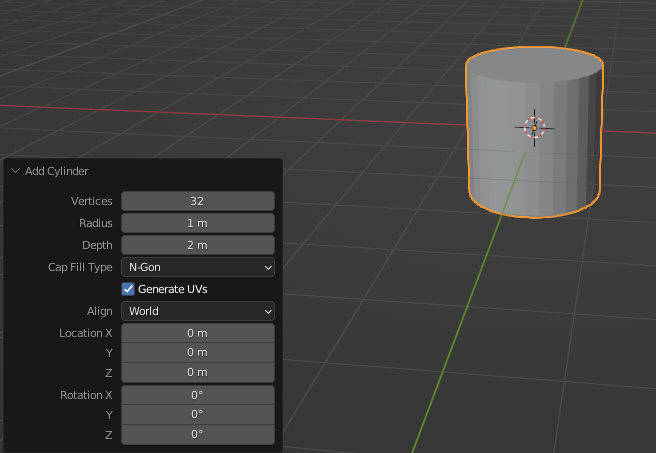 Add Cylinder
Vertices 32
Radius 1 m
Depth 2 m
Cap Fill Type N-Gon
Generate UVs
Align World
Location X 0 m
Y 0 m
Z 0 m
Rotation X 0°
Y 0°
Z 0°